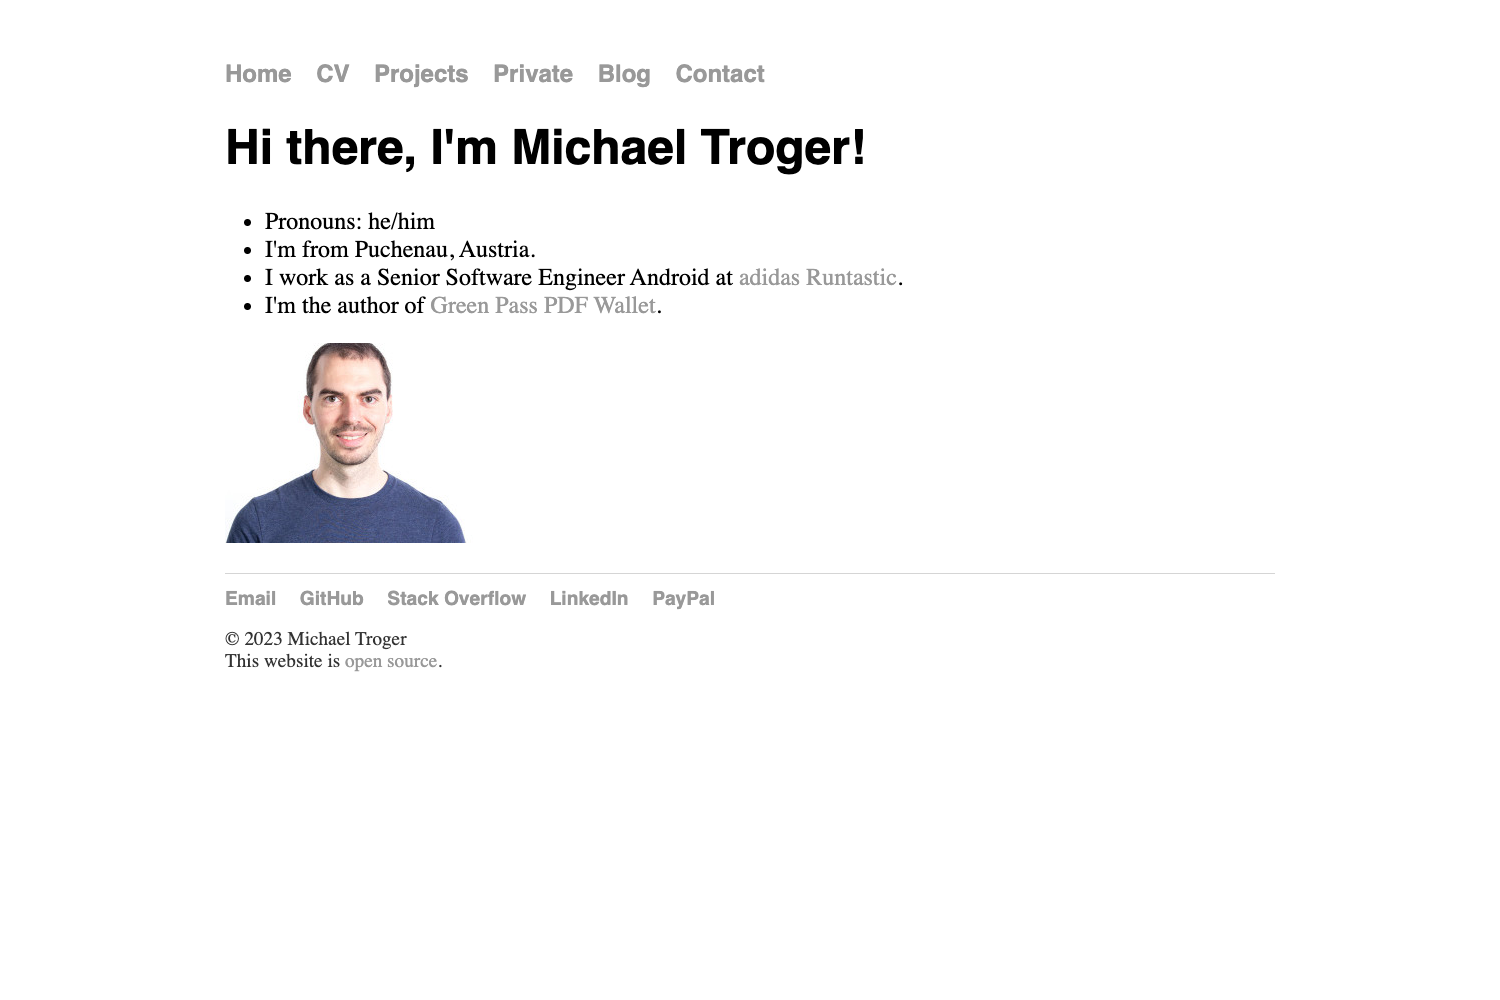 Home CV Projects Private Blog Contact
Hi there, I'm Michael Troger!
• Pronouns: he/him
• I'm from Puchenau, Austria.
• I work as a Senior Software Engineer Android at adidas Runtastic.
• I'm the author of Green Pass PDF Wallet.
Email GitHub Stack Overflow LinkedIn PayPal
© 2023 Michael Troger
This website is open source.